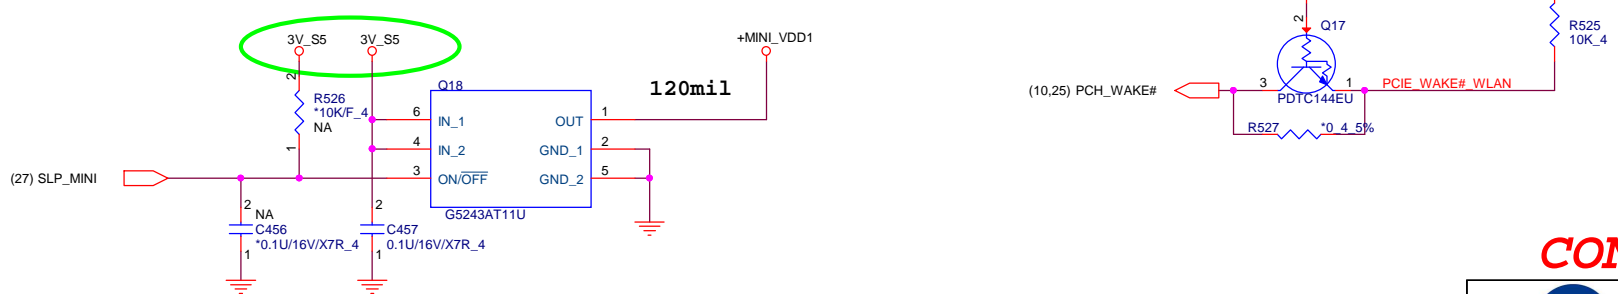 3V_S5
3V_S5
+MINI_VDD1
2
R526
*10K/F_4
NA
1
Q18
120mil
6
IN_1
OUT
1
4
IN_2
GND_1
2
(27) SLP_MINI
3
ON/OFF
GND_2
5
G5243AT11U
2
NA
C456
*0.1U/16V/X7R_4
1
2
C457
0.1U/16V/X7R_4
1
2
Q17
R525
10K_4
(10,25) PCH_WAKE#
3
1
PCIE_WAKE#_WLAN
PDTC144EU
R527
*0_4_5%